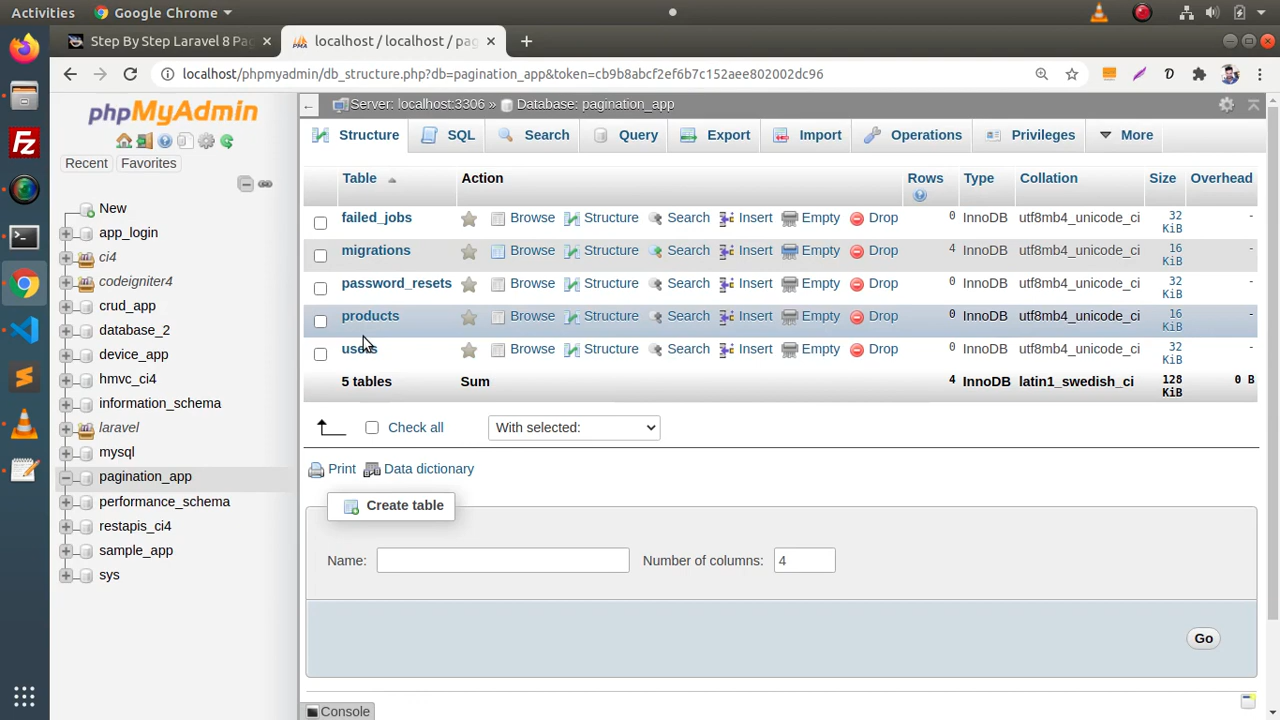 Activities Google Chrome
Step By Step Laravel 8 Pag
localhost / localhost / pag
localhost/phpmyadmin/db_structure.php?db=pagination_app&token=cb9b8abcf2ef6b7c152aee802002dc96
phpMyAdmin
Recent Favorites
New
app_login
ci4
codeigniter4
crud_app
database_2
device_app
hmvc_ci4
information_schema
laravel
mysql
pagination_app
performance_schema
restapis_ci4
sample_app
sys
Server: localhost:3306 » Database: pagination_app
Structure SQL Search Query Export Import Operations Privileges More
Table Action Rows Type Collation Size Overhead
failed_jobs Browse Structure Search Insert Empty Drop 0 InnoDB utf8mb4_unicode_ci 32 KiB -
migrations Browse Structure Search Insert Empty Drop 4 InnoDB utf8mb4_unicode_ci 16 KiB -
password_resets Browse Structure Search Insert Empty Drop 0 InnoDB utf8mb4_unicode_ci 32 KiB -
products Browse Structure Search Insert Empty Drop 0 InnoDB utf8mb4_unicode_ci 16 KiB -
users Browse Structure Search Insert Empty Drop 0 InnoDB utf8mb4_unicode_ci 32 KiB -
5 tables Sum 4 InnoDB latin1_swedish_ci 128 KiB 0 B
Check all With selected:
Print Data dictionary
Create table
Name: Number of columns: 4
Go
Console